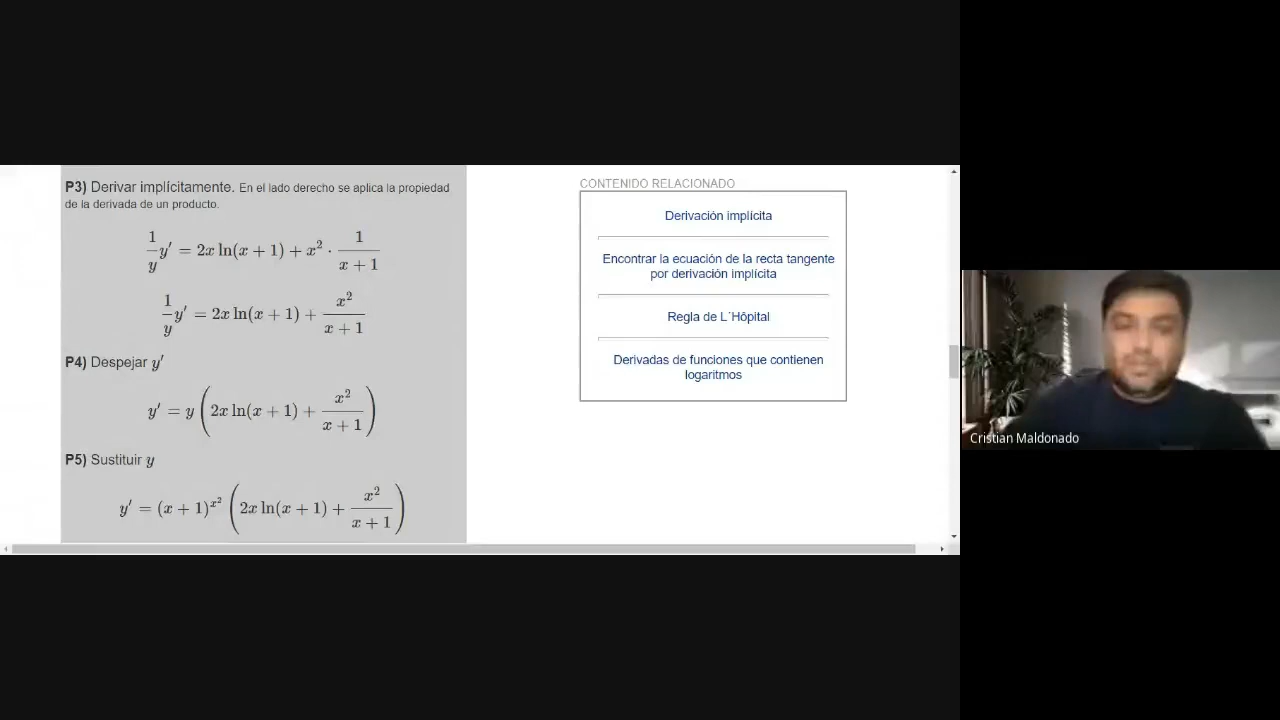 P3) Derivar implícitamente. En el lado derecho se aplica la propiedad
de la derivada de un producto.
1/y y′ = 2x ln(x + 1) + x² · 1/(x + 1)
1/y y′ = 2x ln(x + 1) + x²/(x + 1)
P4) Despejar y′
y′ = y (2x ln(x + 1) + x²/(x + 1))
P5) Sustituir y
y′ = (x + 1)^{x²} (2x ln(x + 1) + x²/(x + 1))
CONTENIDO RELACIONADO
Derivación implícita
Encontrar la ecuación de la recta tangente
por derivación implícita
Regla de L´Hôpital
Derivadas de funciones que contienen
logaritmos
Cristian Maldonado